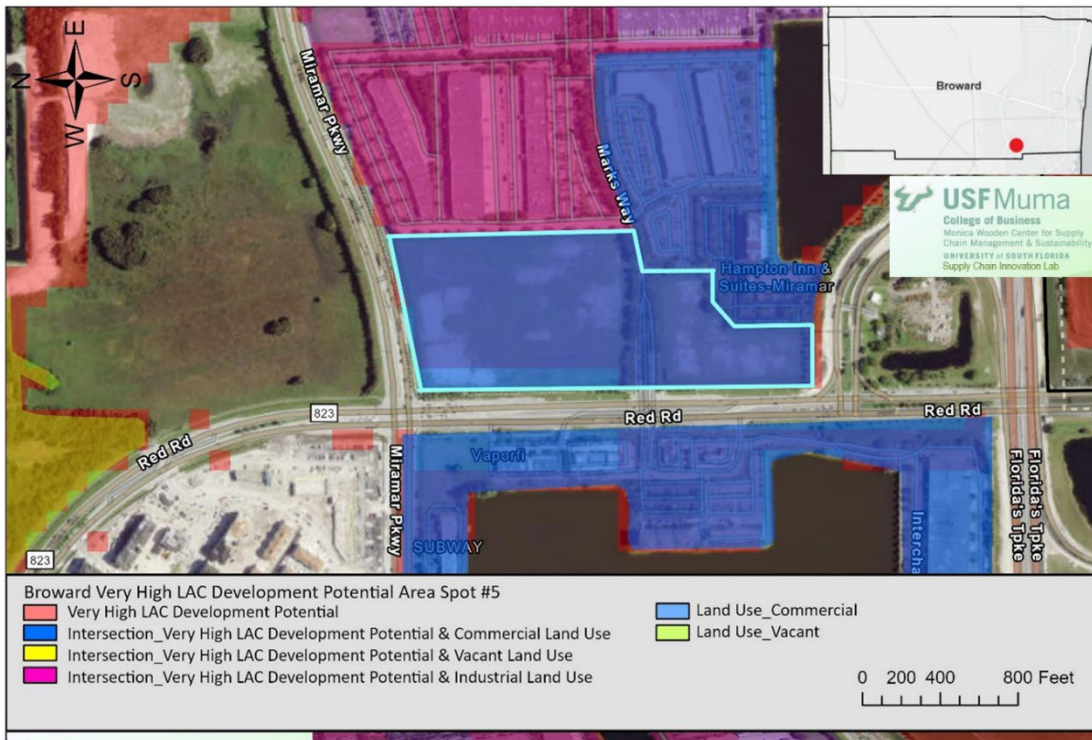 E
N
S
W
Miramar Pkwy
Marks Way
Hampton Inn &
Suites-Miramar
Broward
USF Muma
College of Business
Monica Wooden Center for Supply
Chain Management & Sustainability
UNIVERSITY of SOUTH FLORIDA
Supply Chain Innovation Lab
823
Red Rd
Red Rd
Red Rd
Vaporfi
Miramar Pkwy
SUBWAY
823
Intercha
Florida's Tpke
Florida's Tpke
Broward Very High LAC Development Potential Area Spot #5
Very High LAC Development Potential
Intersection_Very High LAC Development Potential & Commercial Land Use
Intersection_Very High LAC Development Potential & Vacant Land Use
Intersection_Very High LAC Development Potential & Industrial Land Use
Land Use_Commercial
Land Use_Vacant
0 200 400 800 Feet